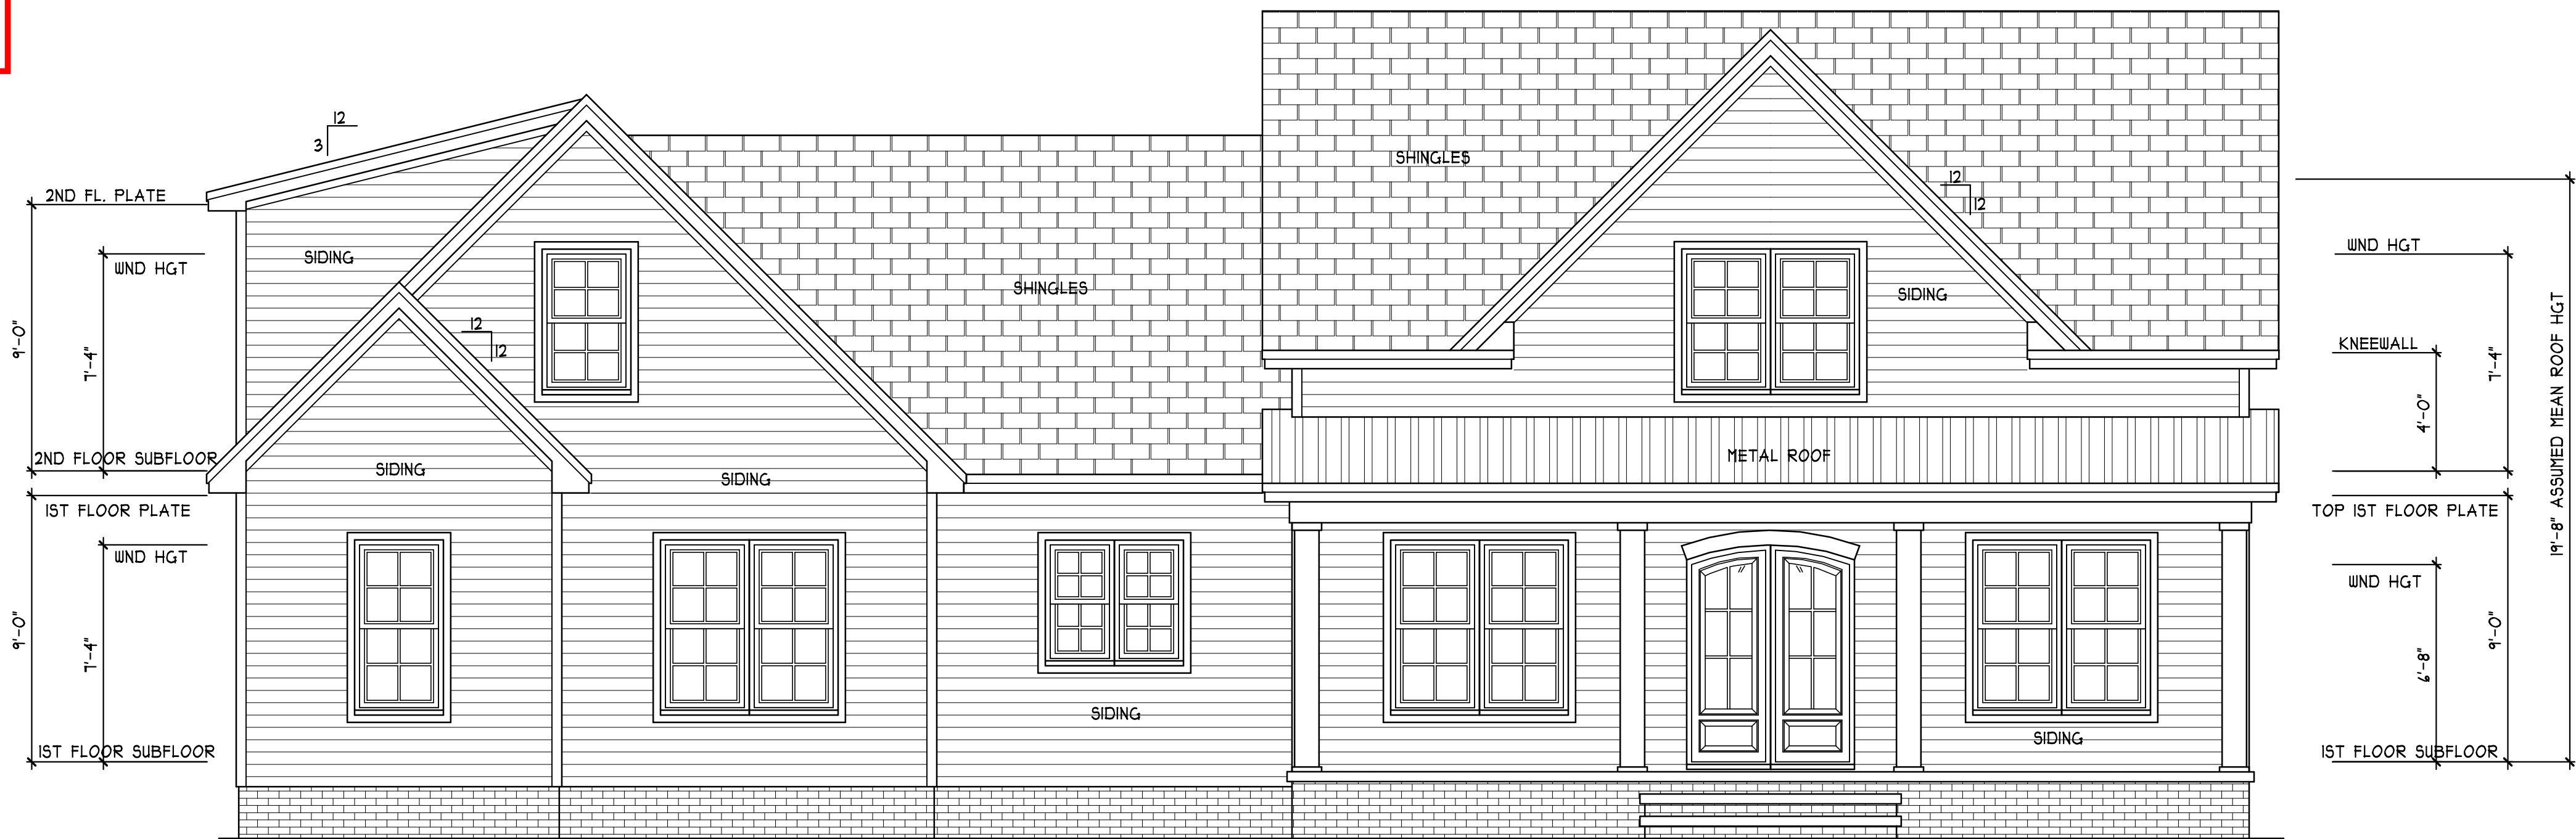 12
3
2ND FL. PLATE
WND HGT
SIDING
9'-0"
7'-4"
12
12
2ND FLOOR SUBFLOOR
SIDING
SIDING
1ST FLOOR PLATE
WND HGT
9'-0"
7'-4"
1ST FLOOR SUBFLOOR
SHINGLES
SIDING
SHINGLES
12
12
SIDING
METAL ROOF
SIDING
WND HGT
KNEEWALL
7'-4"
4'-0"
19'-8" ASSUMED MEAN ROOF HGT
TOP 1ST FLOOR PLATE
WND HGT
9'-0"
6'-8"
1ST FLOOR SUBFLOOR